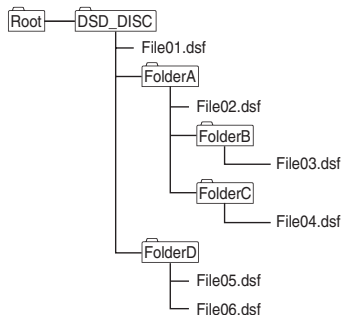 Root DSD_DISC
File01.dsf
FolderA
File02.dsf
FolderB
File03.dsf
FolderC
File04.dsf
FolderD
File05.dsf
File06.dsf